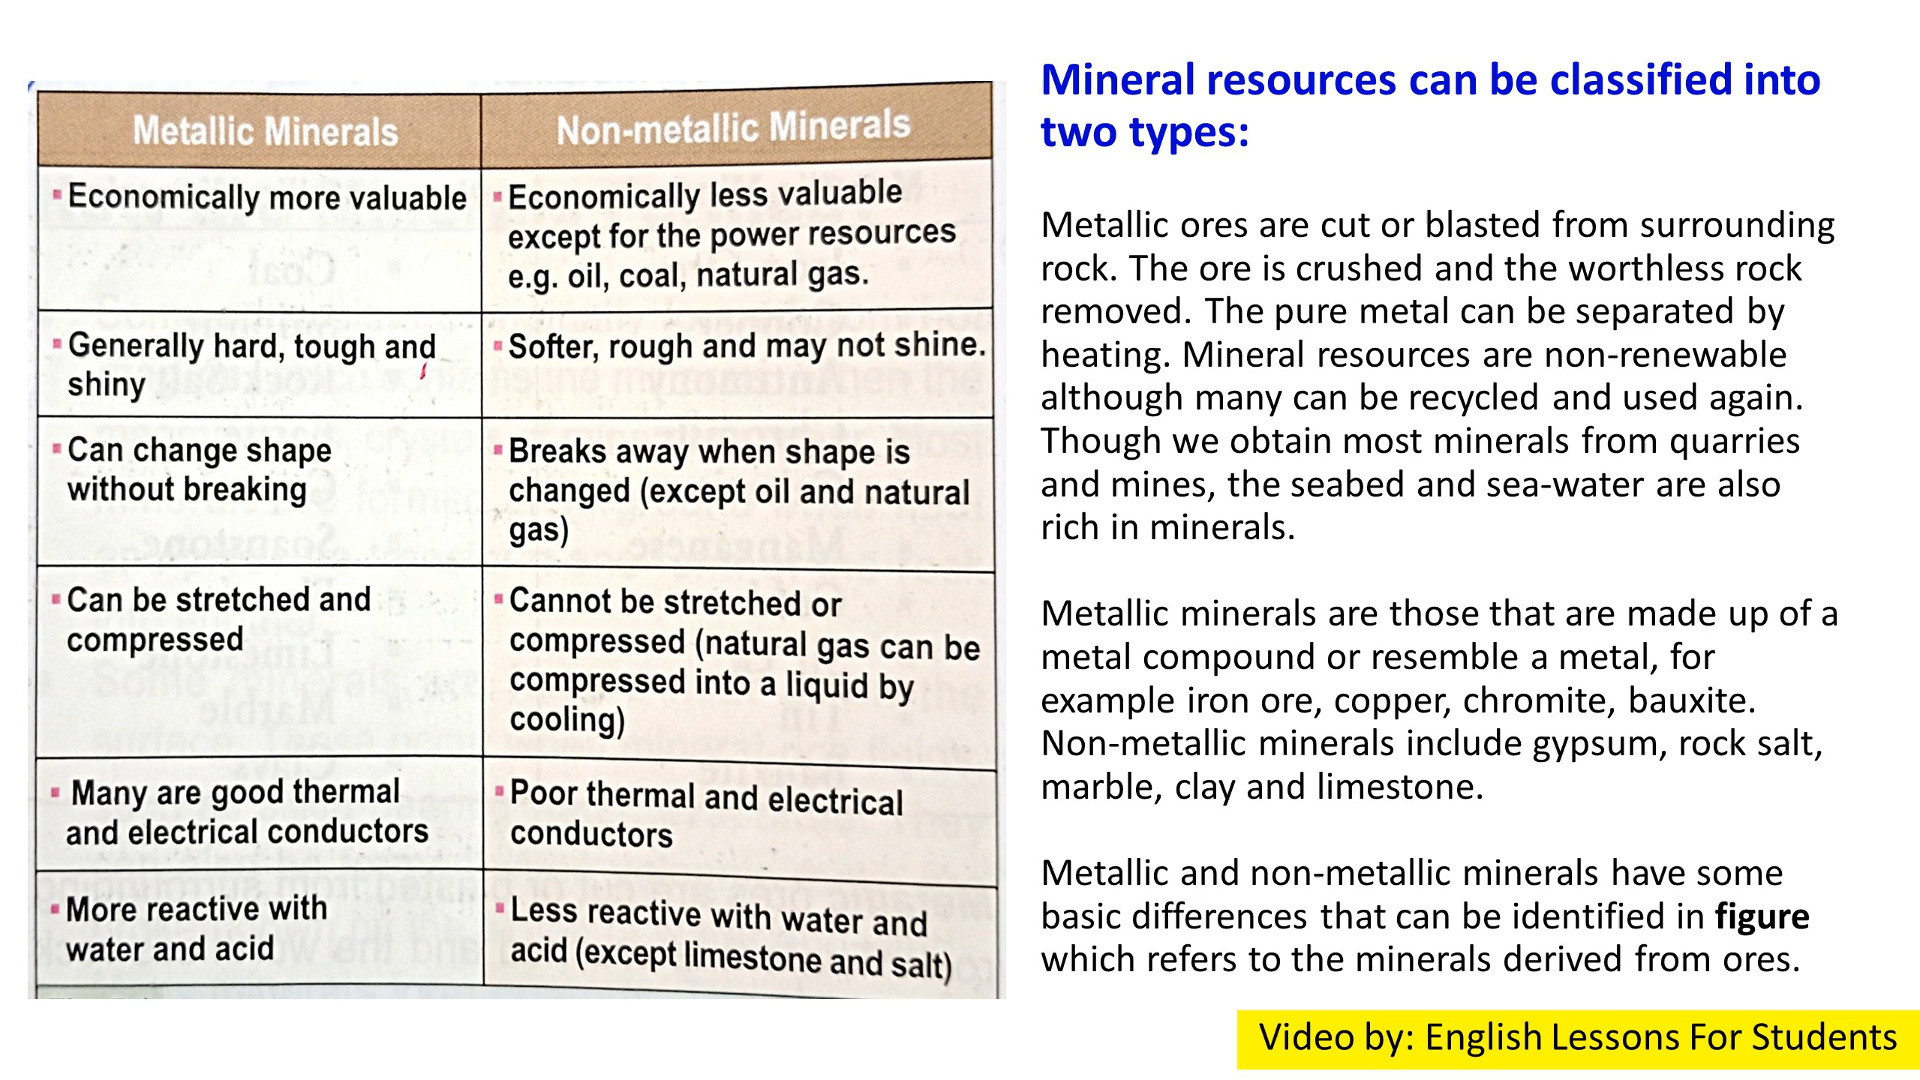 Metallic Minerals
Non-metallic Minerals
Economically more valuable
Economically less valuable
except for the power resources
e.g. oil, coal, natural gas.
Generally hard, tough and
shiny
Softer, rough and may not shine.
Can change shape
without breaking
Breaks away when shape is
changed (except oil and natural
gas)
Can be stretched and
compressed
Cannot be stretched or
compressed (natural gas can be
compressed into a liquid by
cooling)
Many are good thermal
and electrical conductors
Poor thermal and electrical
conductors
More reactive with
water and acid
Less reactive with water and
acid (except limestone and salt)
Mineral resources can be classified into
two types:
Metallic ores are cut or blasted from surrounding
rock. The ore is crushed and the worthless rock
removed. The pure metal can be separated by
heating. Mineral resources are non-renewable
although many can be recycled and used again.
Though we obtain most minerals from quarries
and mines, the seabed and sea-water are also
rich in minerals.
Metallic minerals are those that are made up of a
metal compound or resemble a metal, for
example iron ore, copper, chromite, bauxite.
Non-metallic minerals include gypsum, rock salt,
marble, clay and limestone.
Metallic and non-metallic minerals have some
basic differences that can be identified in figure
which refers to the minerals derived from ores.
Video by: English Lessons For Students